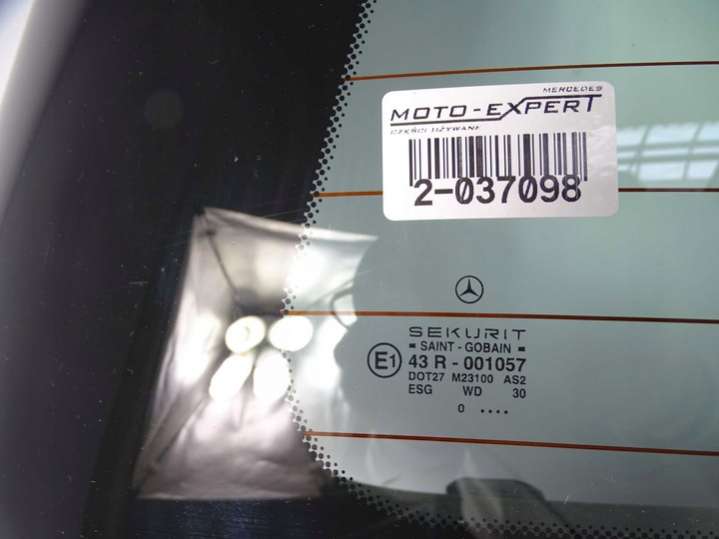 MERCEDES
MOTO-EXPERT
CZĘŚCI UŻYWANE
2-037098
SEKURIT
SAINT - GOBAIN
E1 43 R - 001057
DOT27 M23100 AS2
ESG WD 30
0 ....